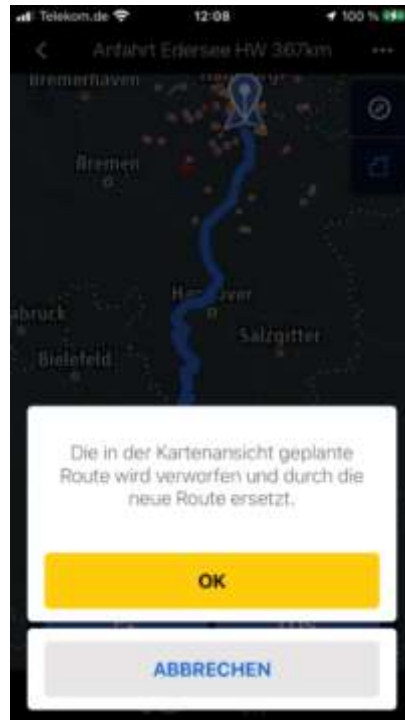 Telekom.de 12:08 100 %
Anfahrt Edersee HW 367km
Bremerhaven
Bremen
Hannover
Salzgitter
Bielefeld
Die in der Kartenansicht geplante
Route wird verworfen und durch die
neue Route ersetzt.
OK
ABBRECHEN